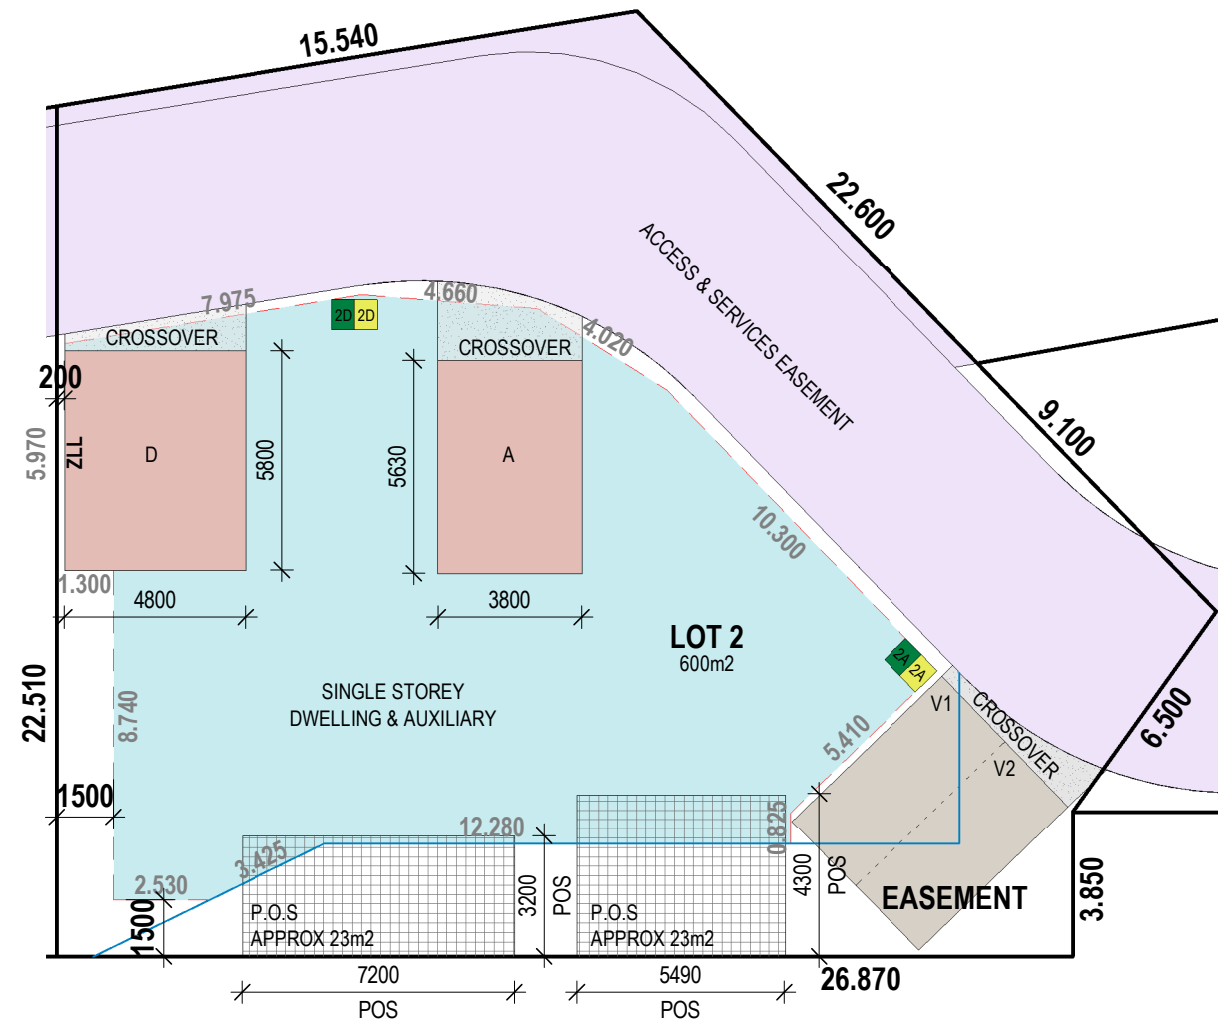 15.540
22.600
ACCESS & SERVICES EASEMENT
7.975
4.660
4.020
2D 2D
CROSSOVER
CROSSOVER
200
5.970
ZLL
D
5800
5630
A
9.100
10.300
1.300
4800
3800
LOT 2
600m2
2A 2A
22.510
8.740
SINGLE STOREY
DWELLING & AUXILIARY
V1
CROSSOVER
V2
6.500
5.410
1500
12.280
0.825
3.425
2.530
1500
3200
POS
4300
POS
EASEMENT
3.850
P.O.S
APPROX 23m2
P.O.S
APPROX 23m2
7200
POS
5490
POS
26.870